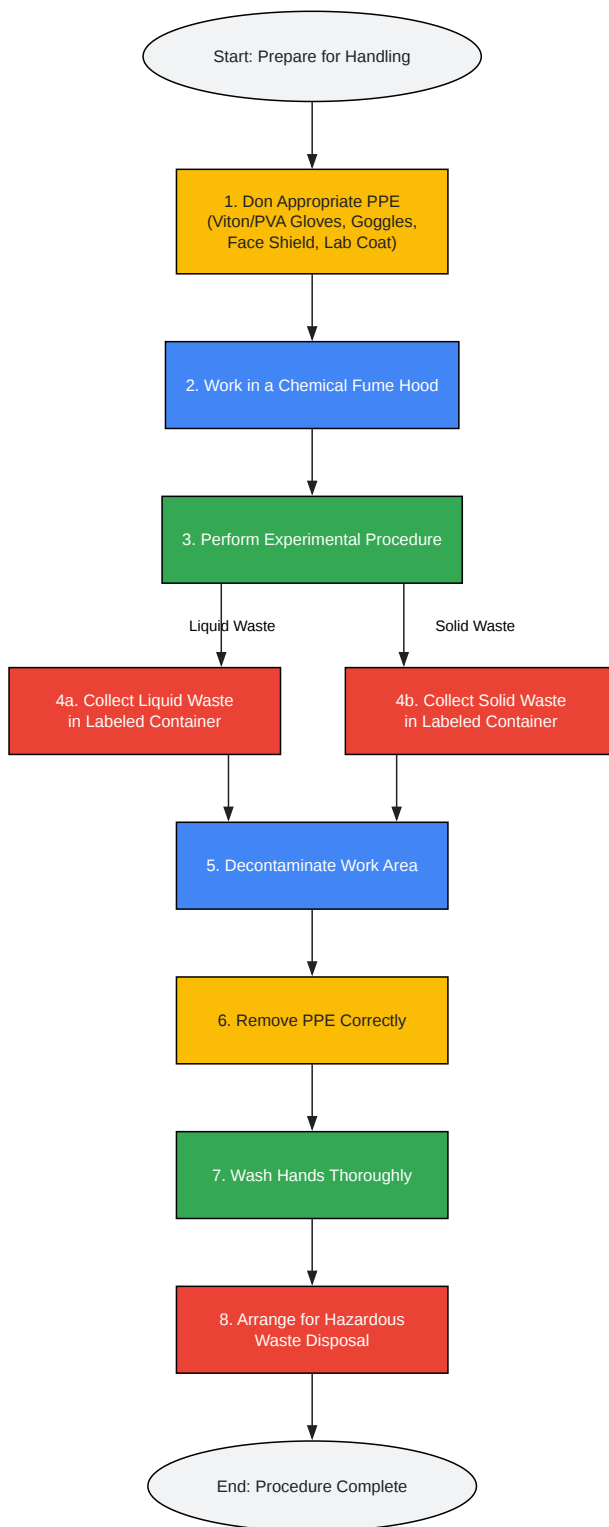 Start: Prepare for Handling
1. Don Appropriate PPE
(Viton/PVA Gloves, Goggles,
Face Shield, Lab Coat)
2. Work in a Chemical Fume Hood
3. Perform Experimental Procedure
Liquid Waste
Solid Waste
4a. Collect Liquid Waste
in Labeled Container
4b. Collect Solid Waste
in Labeled Container
5. Decontaminate Work Area
6. Remove PPE Correctly
7. Wash Hands Thoroughly
8. Arrange for Hazardous
Waste Disposal
End: Procedure Complete